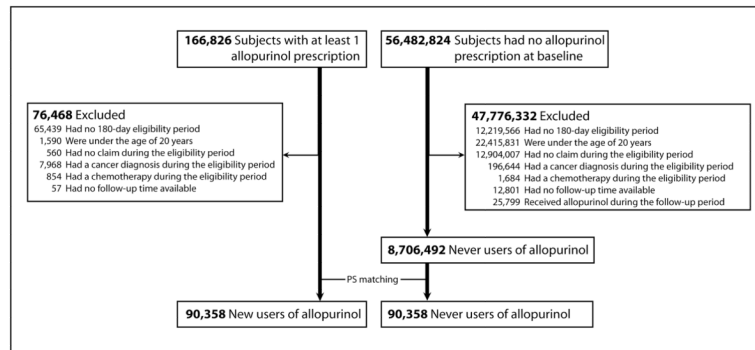 166,826 Subjects with at least 1
allopurinol prescription
56,482,824 Subjects had no allopurinol
prescription at baseline
76,468 Excluded
65,439 Had no 180-day eligibility period
1,590 Were under the age of 20 years
560 Had no claim during the eligibility period
7,968 Had a cancer diagnosis during the eligibility period
854 Had a chemotherapy during the eligibility period
57 Had no follow-up time available
47,776,332 Excluded
12,219,566 Had no 180-day eligibility period
22,415,831 Were under the age of 20 years
12,904,007 Had no claim during the eligibility period
196,644 Had a cancer diagnosis during the eligibility period
1,684 Had a chemotherapy during the eligibility period
12,801 Had no follow-up time available
25,799 Received allopurinol during the follow-up period
8,706,492 Never users of allopurinol
PS matching
90,358 New users of allopurinol
90,358 Never users of allopurinol